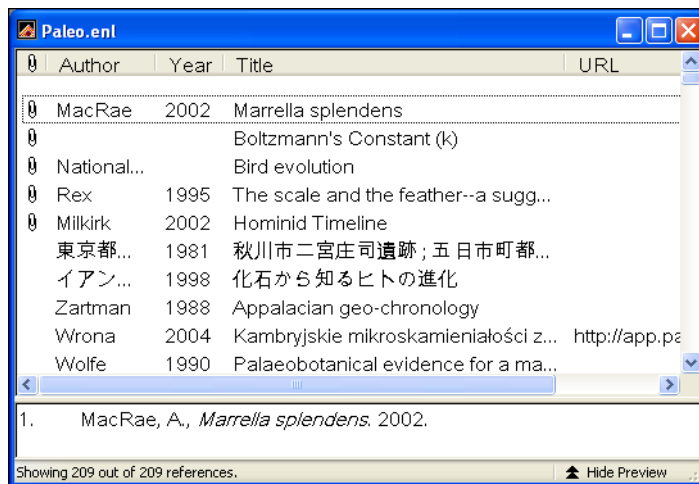 Paleo.enl
Author Year Title URL
MacRae 2002 Marrella splendens
Boltzmann's Constant (k)
National... Bird evolution
Rex 1995 The scale and the feather--a sugg...
Milkirk 2002 Hominid Timeline
東京都... 1981 秋川市二宮庄司遺跡 ; 五日市町都...
イアン... 1998 化石から知るヒトの進化
Zartman 1988 Appalacian geo-chronology
Wrona 2004 Kambryjskie mikroskamieniałości z... http://app.pa
Wolfe 1990 Palaeobotanical evidence for a ma...
1. MacRae, A., Marrella splendens. 2002.
Showing 209 out of 209 references. Hide Preview